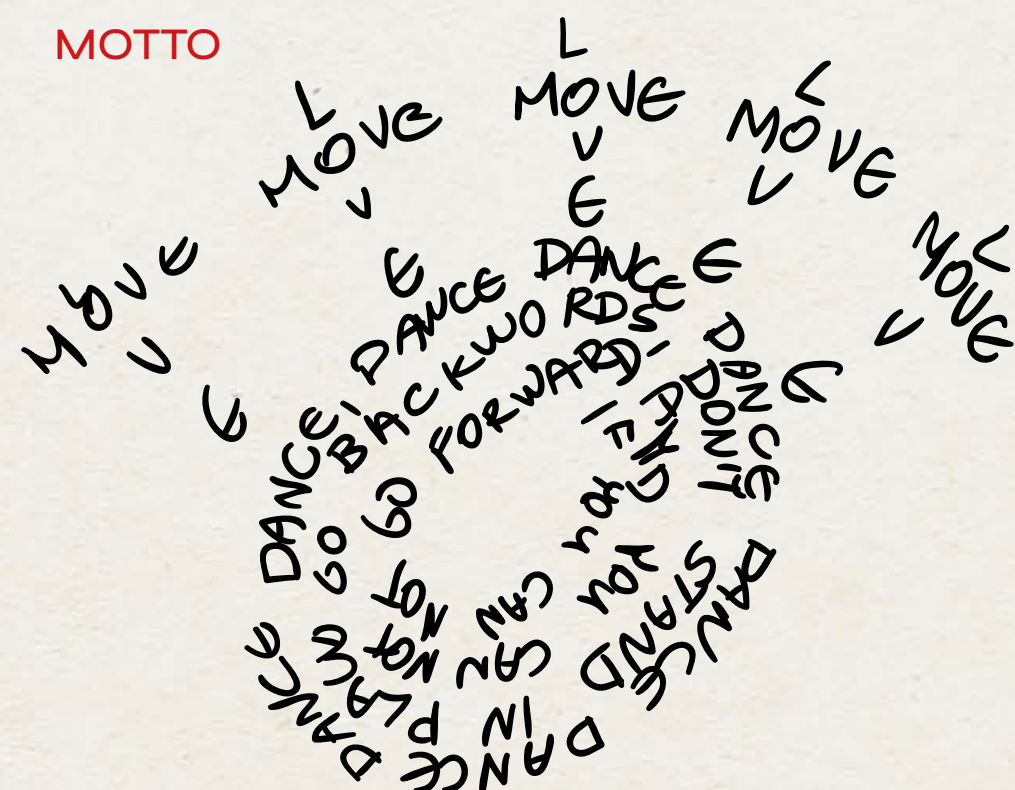 MOTTO
L
MOVE
V
E
L
MOVE
V
E
L
MOVE
V
E
L
MOVE
V
E
L
MOVE
V
E
IF YOU CAN NOT GO FORWARD,
AND YOU CAN NOT GO BACKWORDS,
DON'T STAND IN PLACE
DANCE DANCE, DANCE DANCE DANCE DANCE DANCE